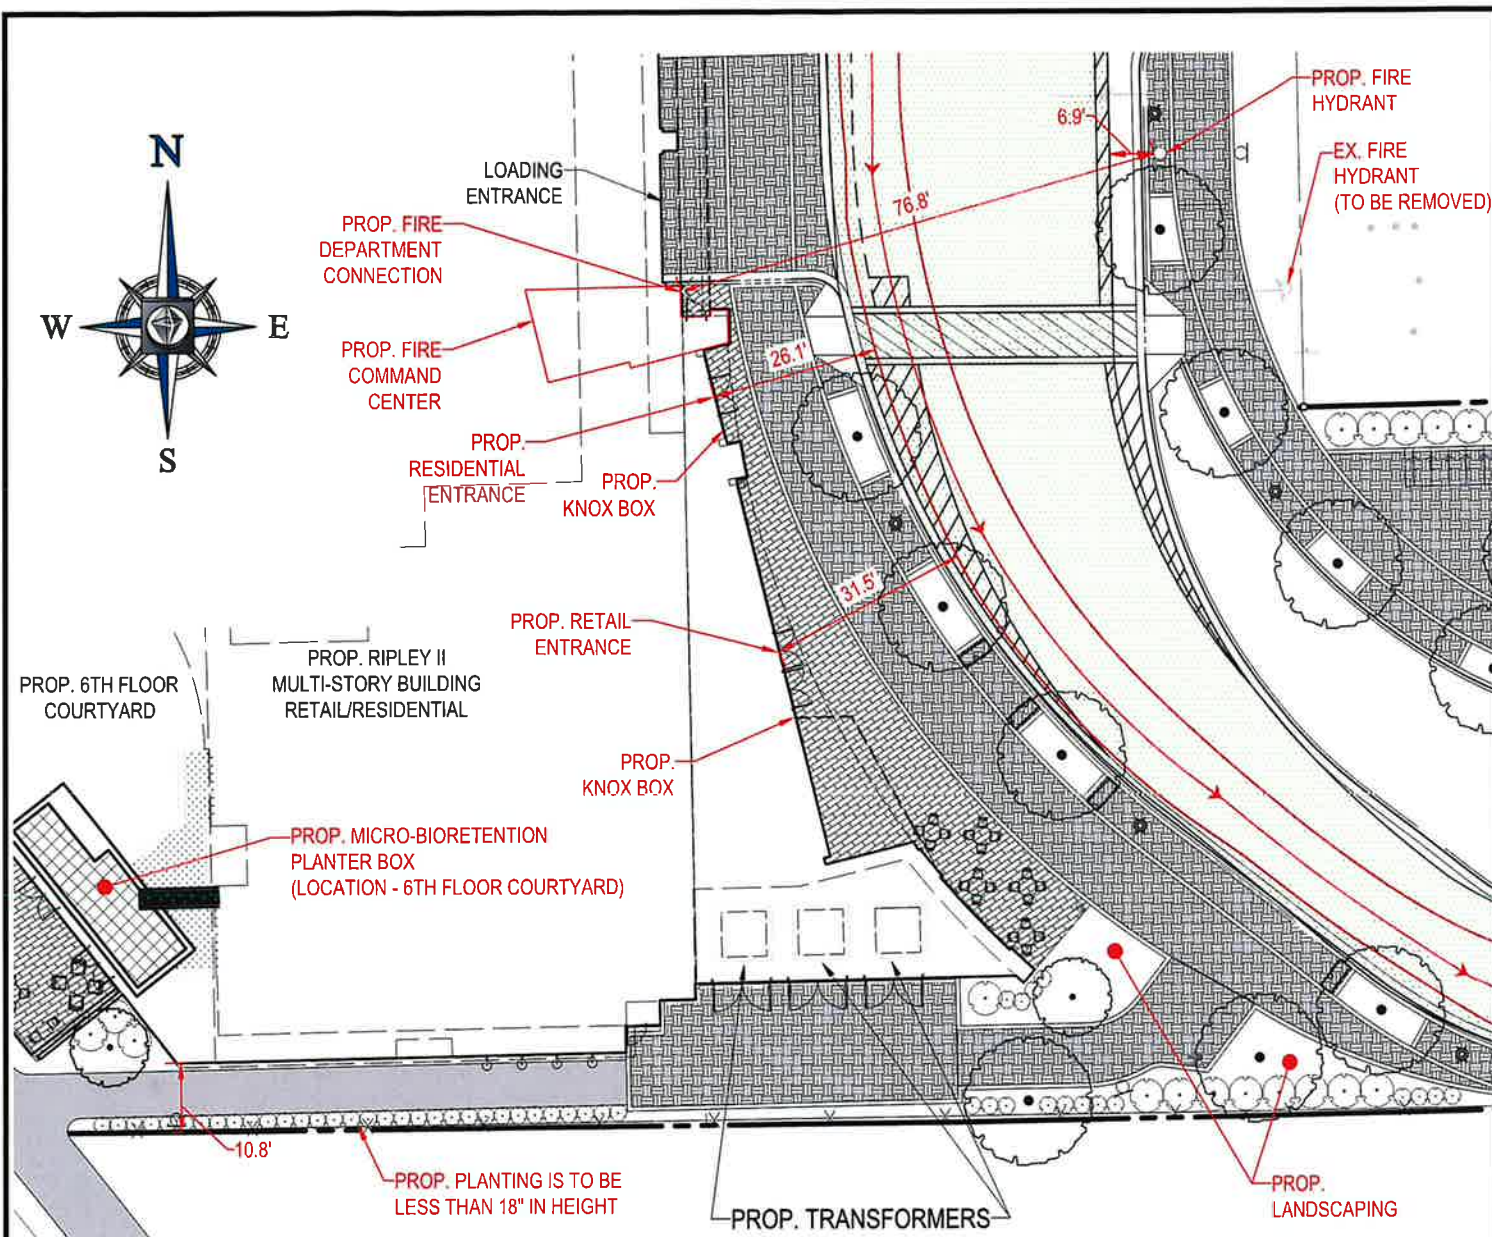 N
W
E
S
LOADING
ENTRANCE
PROP. FIRE
DEPARTMENT
CONNECTION
PROP. FIRE
COMMAND
CENTER
PROP.
RESIDENTIAL
ENTRANCE
PROP.
KNOX BOX
PROP. FIRE
HYDRANT
EX. FIRE
HYDRANT
(TO BE REMOVED)
6.9'
76.8'
26.1'
31.5'
PROP. RETAIL
ENTRANCE
PROP.
KNOX BOX
PROP. 6TH FLOOR
COURTYARD
PROP. RIPLEY II
MULTI-STORY BUILDING
RETAIL/RESIDENTIAL
PROP. MICRO-BIORETENTION
PLANTER BOX
(LOCATION - 6TH FLOOR COURTYARD)
10.8'
PROP. PLANTING IS TO BE
LESS THAN 18" IN HEIGHT
PROP. TRANSFORMERS
PROP.
LANDSCAPING